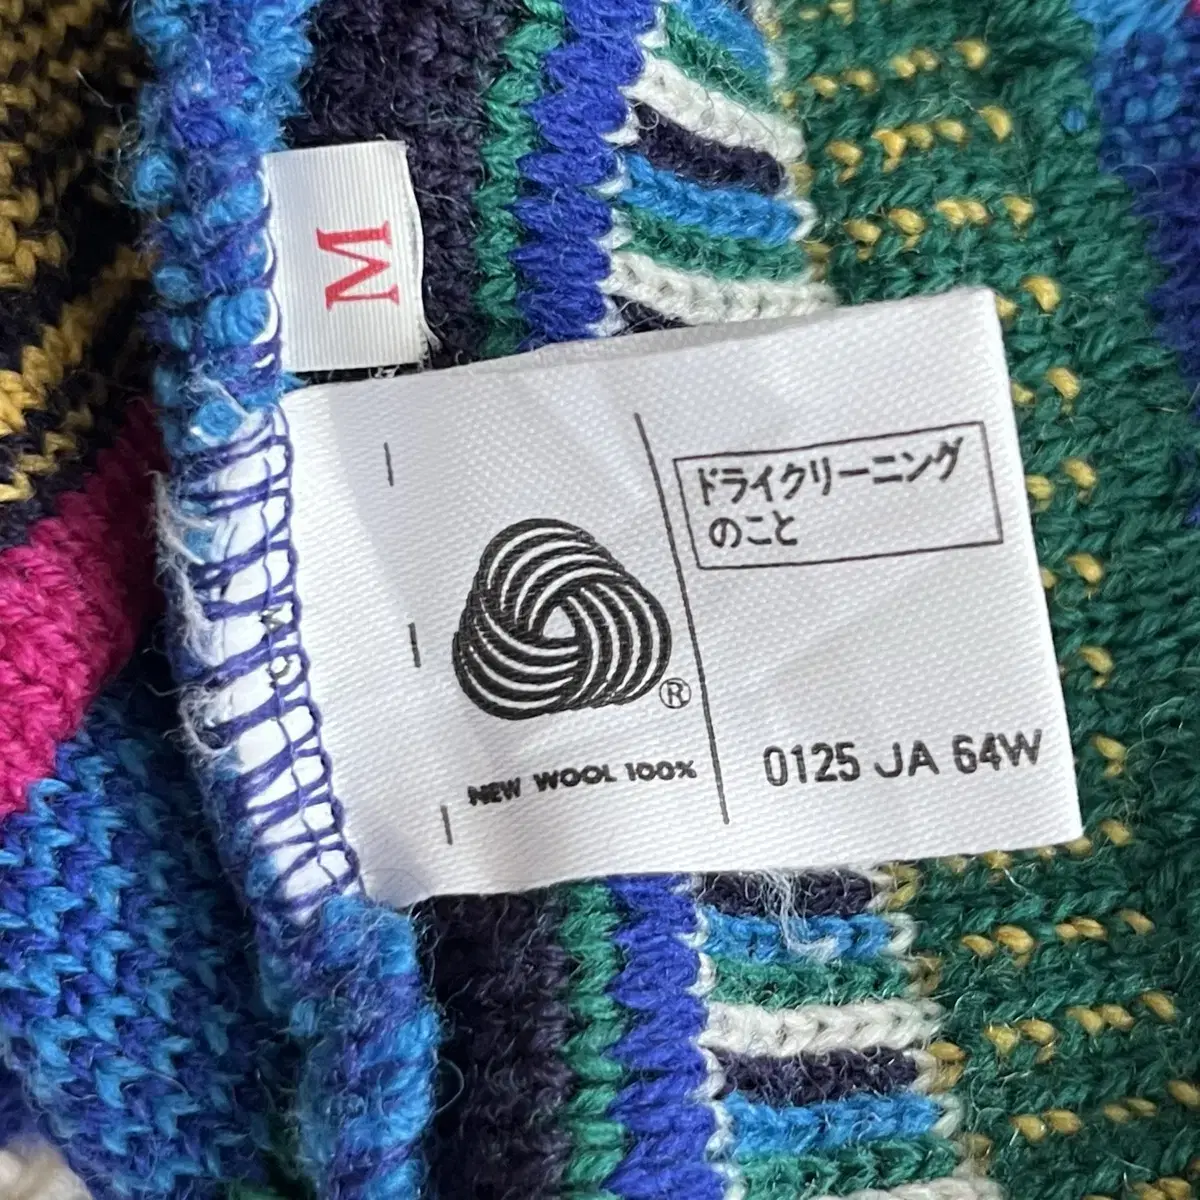 M
ドライクリーニング
のこと
®
NEW WOOL 100%
0125 JA 64W